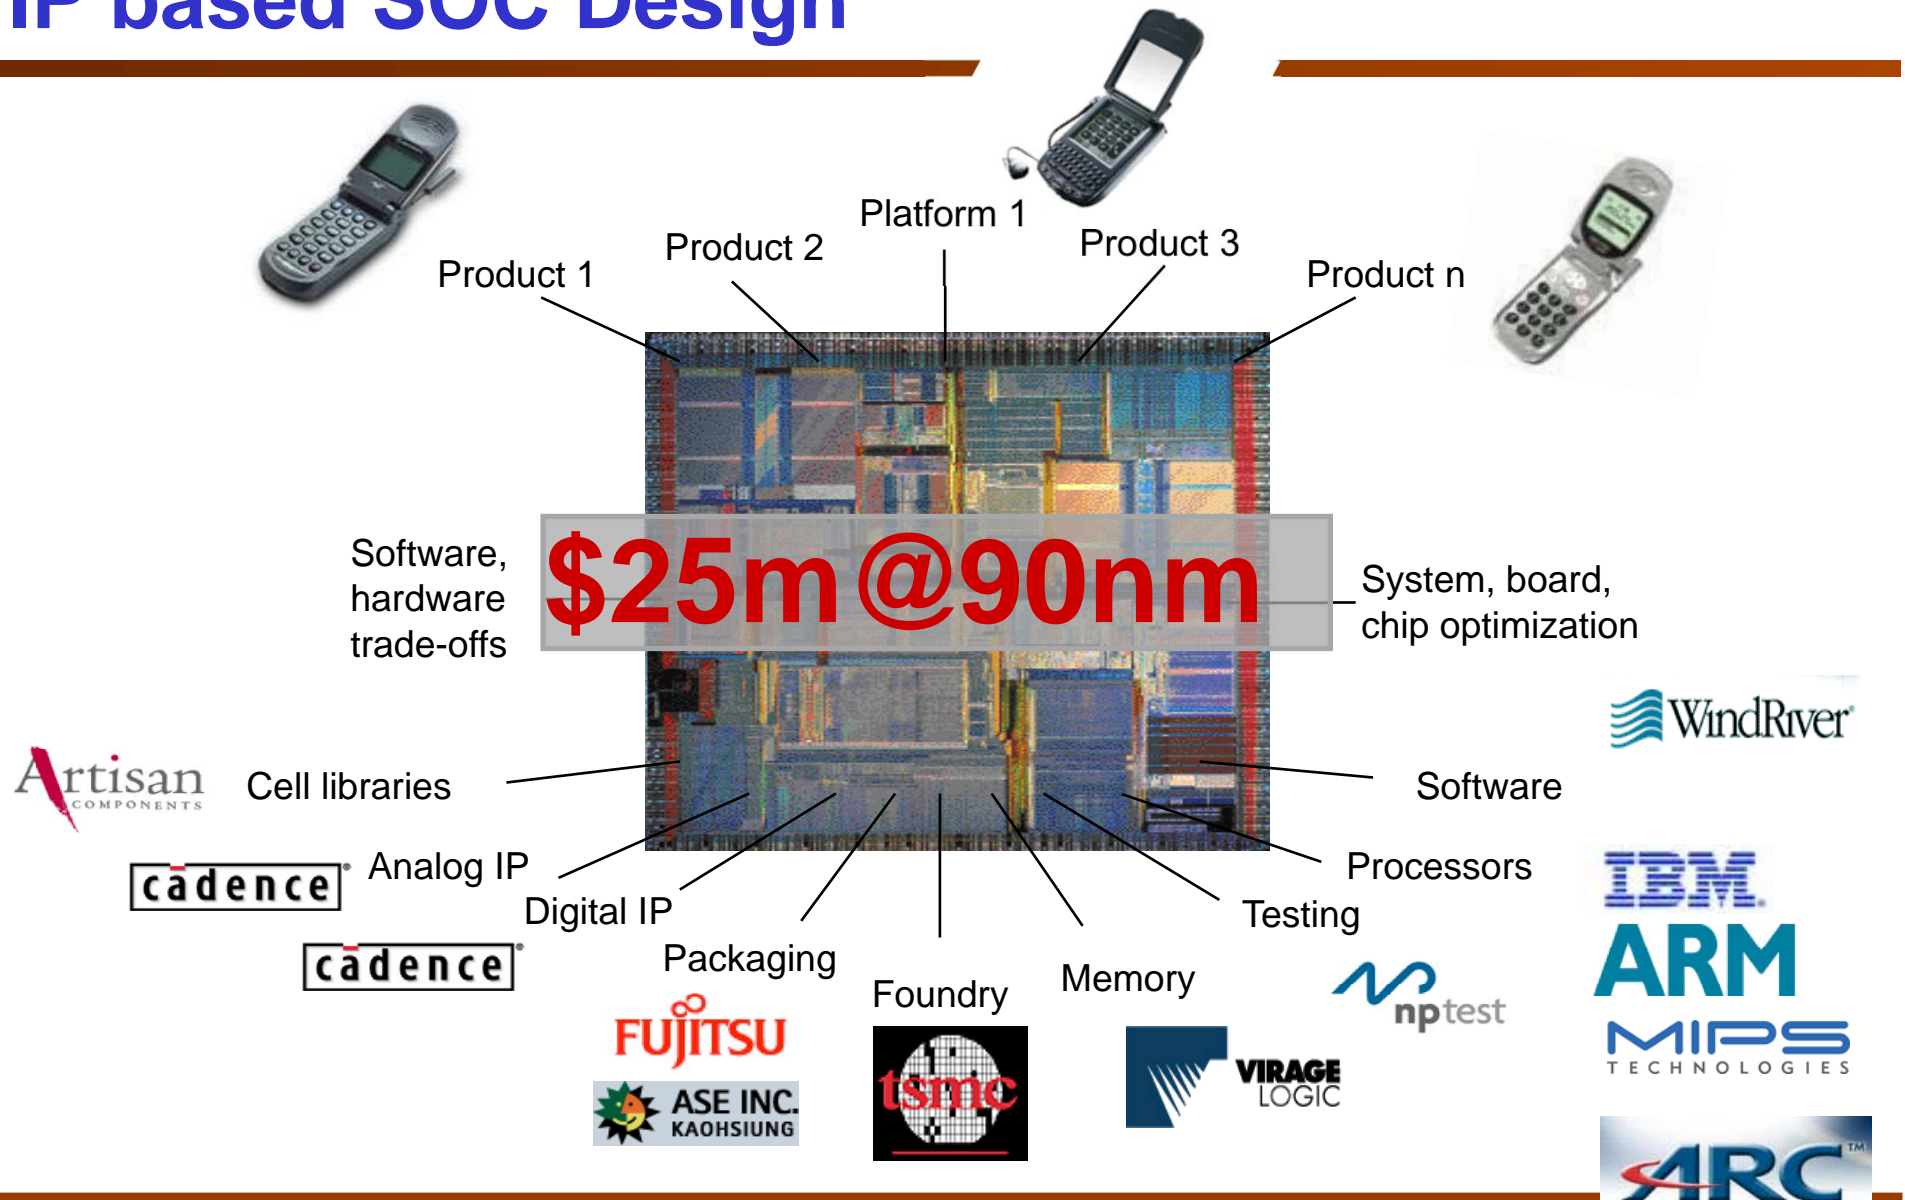 IP based SOC Design
Platform 1
Product 2
Product 3
Product 1
Product n
Software,
hardware
trade-offs
$25m@90nm
System, board,
chip optimization
WindRiver®
Artisan
COMPONENTS
Cell libraries
Software
cadence®
Analog IP
Processors
IBM.
Digital IP
Testing
cadence®
Packaging
Foundry
Memory
ARM
nptest
FUJITSU
tsmc
VIRAGE
LOGIC
MIPS
TECHNOLOGIES
ASE INC.
KAOHSIUNG
ARC™